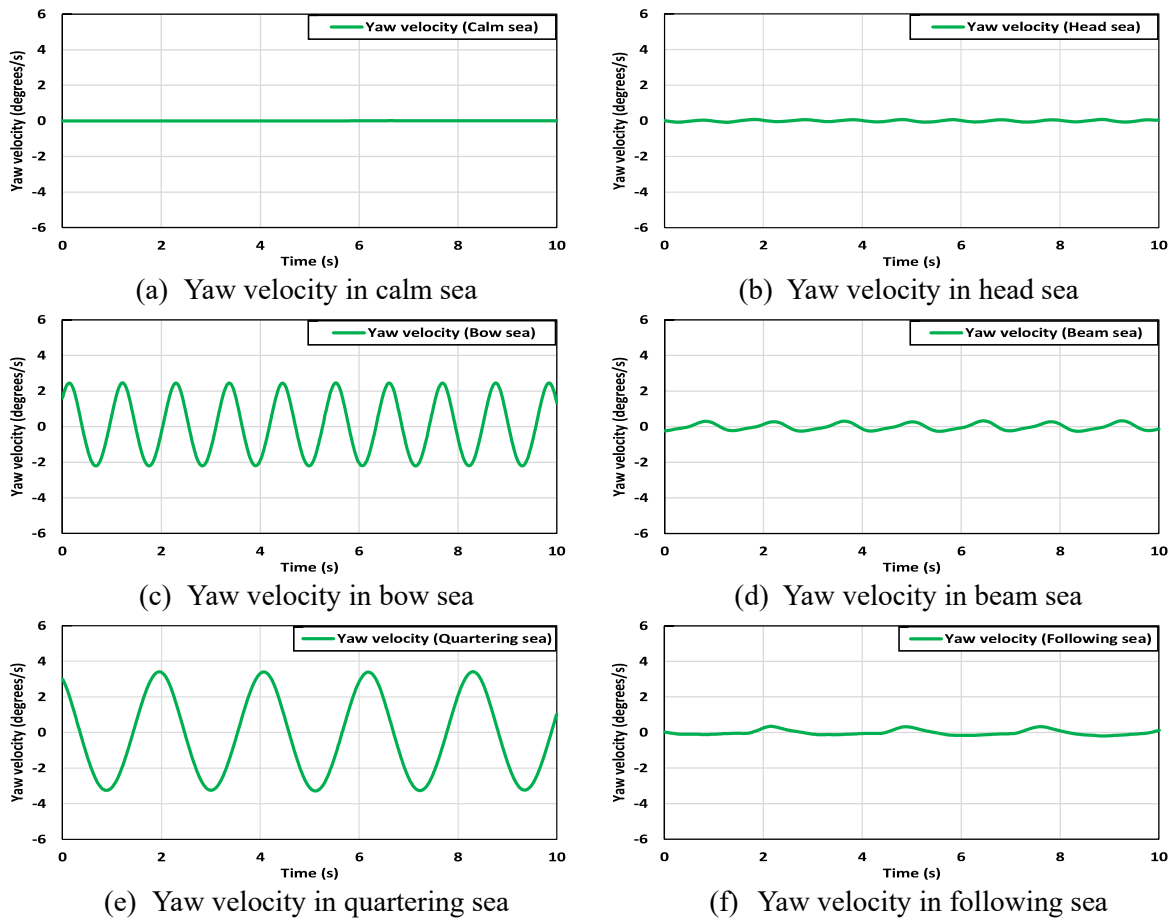 Yaw velocity (Calm sea)
Yaw velocity (degrees/s)
6
4
2
0
-2
-4
-6
0 2 4 6 8 10
Time (s)
(a) Yaw velocity in calm sea
Yaw velocity (Head sea)
Yaw velocity (degrees/s)
6
4
2
0
-2
-4
-6
0 2 4 6 8 10
Time (s)
(b) Yaw velocity in head sea
Yaw velocity (Bow sea)
Yaw velocity (degrees/s)
6
4
2
0
-2
-4
-6
0 2 4 6 8 10
Time (s)
(c) Yaw velocity in bow sea
Yaw velocity (Beam sea)
Yaw velocity (degrees/s)
6
4
2
0
-2
-4
-6
0 2 4 6 8 10
Time (s)
(d) Yaw velocity in beam sea
Yaw velocity (Quartering sea)
Yaw velocity (degrees/s)
6
4
2
0
-2
-4
-6
0 2 4 6 8 10
Time (s)
(e) Yaw velocity in quartering sea
Yaw velocity (Following sea)
Yaw velocity (degrees/s)
6
4
2
0
-2
-4
-6
0 2 4 6 8 10
Time (s)
(f) Yaw velocity in following sea